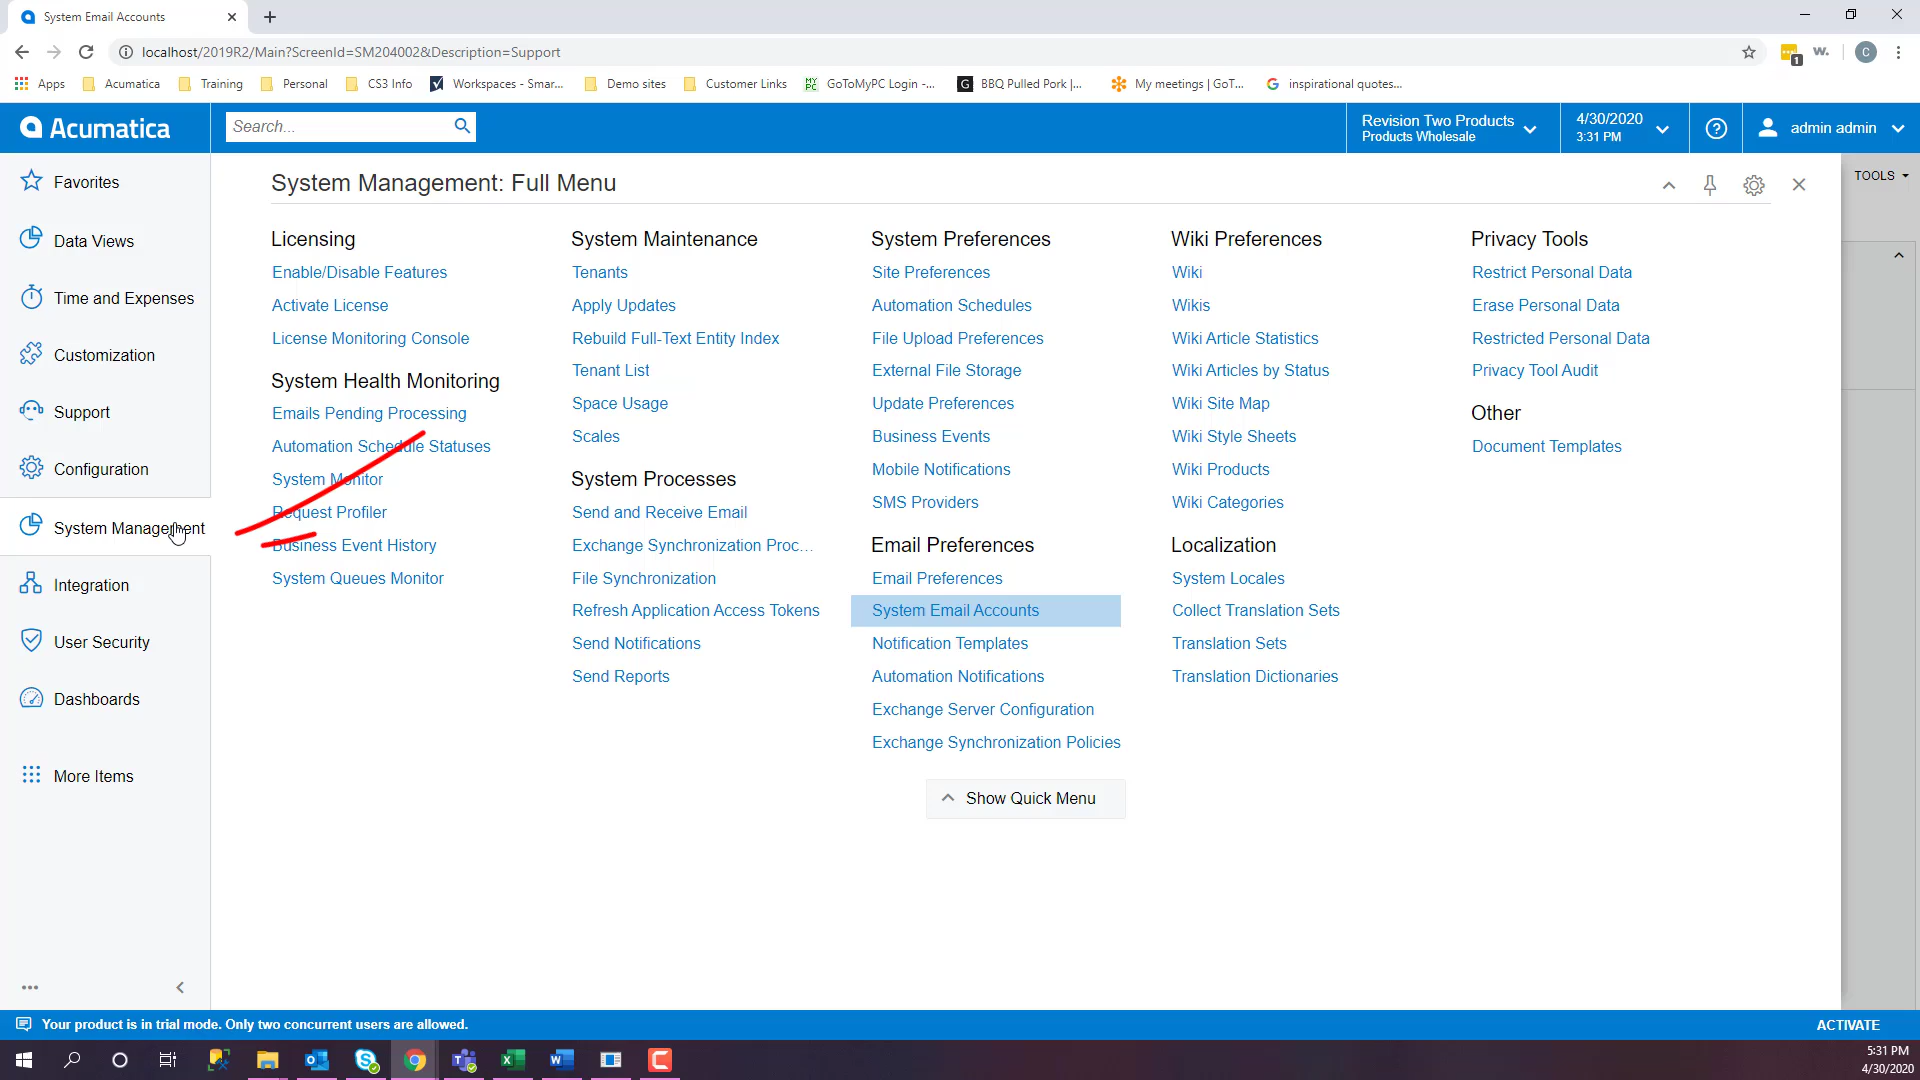 System Email Accounts
localhost/2019R2/Main?ScreenId=SM204002&Description=Support
1
W.
C
Apps
Acumatica
Training
Personal
CS3 Info
Workspaces - Smar...
Demo sites
Customer Links
MY PC
GoToMyPC Login -...
G
BBQ Pulled Pork |...
My meetings | GoT...
inspirational quotes...
Acumatica
Search...
Revision Two Products
Products Wholesale
4/30/2020
3:31 PM
admin admin
TOOLS
Favorites
Data Views
Time and Expenses
Customization
Support
Configuration
System Management
Integration
User Security
Dashboards
More Items
System Management: Full Menu
Licensing
Enable/Disable Features
Activate License
License Monitoring Console
System Health Monitoring
Emails Pending Processing
Automation Schedule Statuses
System Monitor
Request Profiler
Business Event History
System Queues Monitor
System Maintenance
Tenants
Apply Updates
Rebuild Full-Text Entity Index
Tenant List
Space Usage
Scales
System Processes
Send and Receive Email
Exchange Synchronization Proc...
File Synchronization
Refresh Application Access Tokens
Send Notifications
Send Reports
System Preferences
Site Preferences
Automation Schedules
File Upload Preferences
External File Storage
Update Preferences
Business Events
Mobile Notifications
SMS Providers
Email Preferences
Email Preferences
System Email Accounts
Notification Templates
Automation Notifications
Exchange Server Configuration
Exchange Synchronization Policies
Wiki Preferences
Wiki
Wikis
Wiki Article Statistics
Wiki Articles by Status
Wiki Site Map
Wiki Style Sheets
Wiki Products
Wiki Categories
Localization
System Locales
Collect Translation Sets
Translation Sets
Translation Dictionaries
Privacy Tools
Restrict Personal Data
Erase Personal Data
Restricted Personal Data
Privacy Tool Audit
Other
Document Templates
Show Quick Menu
Your product is in trial mode. Only two concurrent users are allowed.
ACTIVATE
5:31 PM
4/30/2020